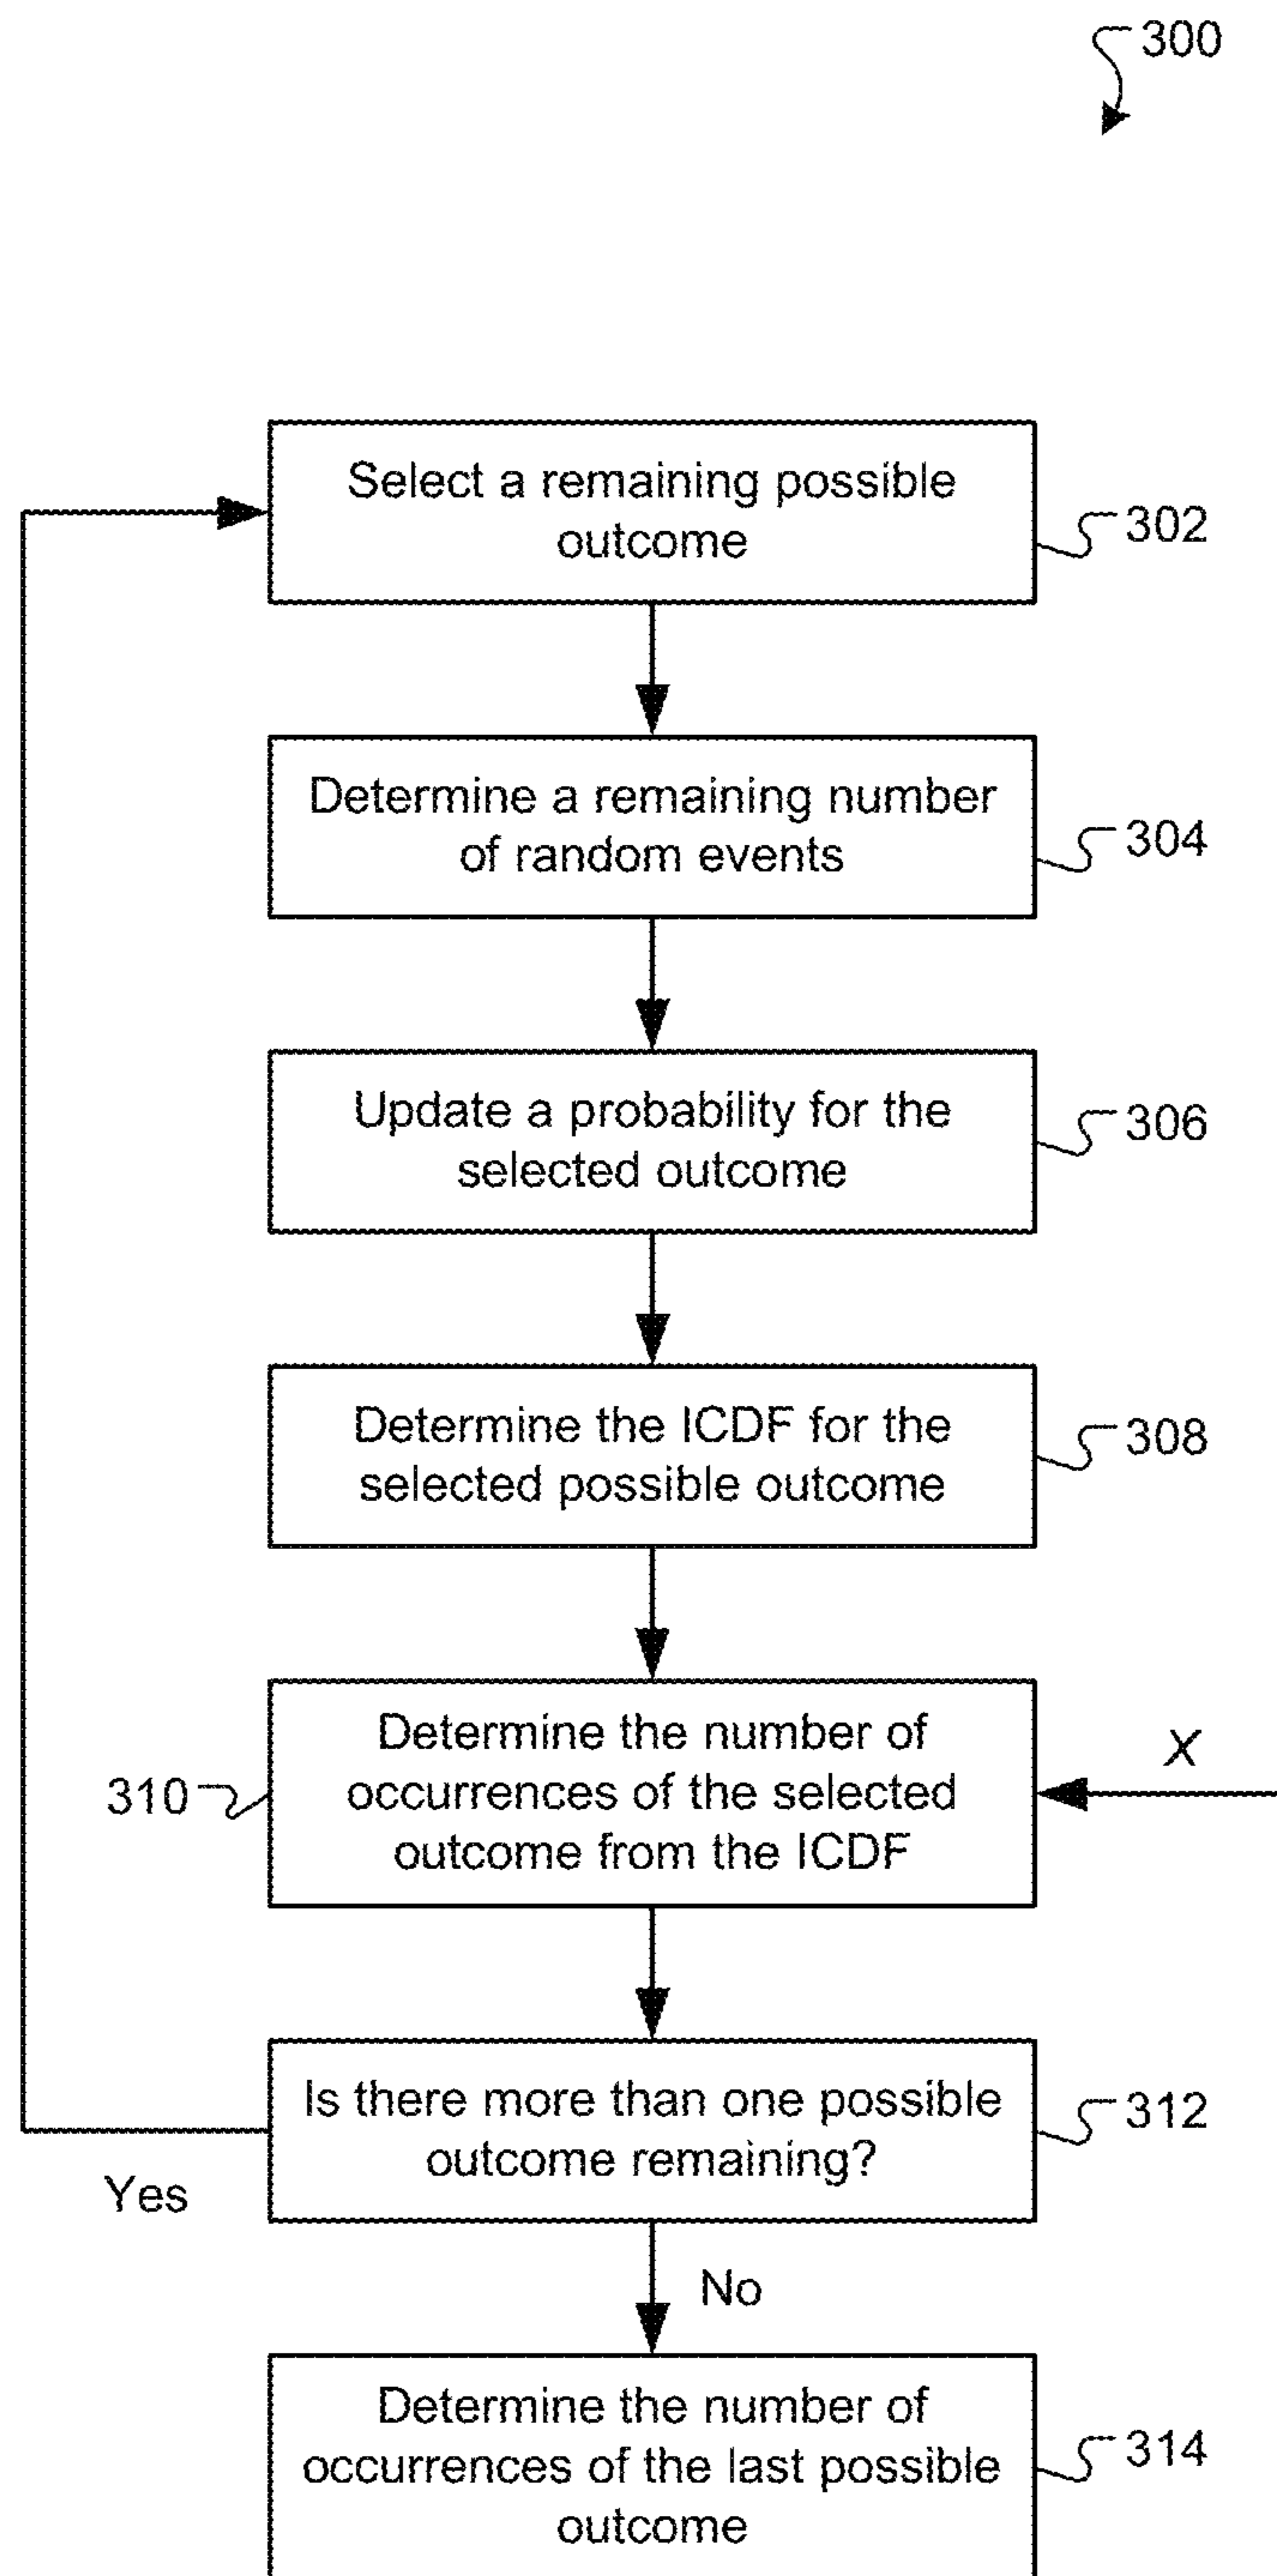 300
Select a remaining possible
outcome
302
Determine a remaining number
of random events
304
Update a probability for the
selected outcome
306
Determine the ICDF for the
selected possible outcome
308
Determine the number of
occurrences of the selected
outcome from the ICDF
310
X
Is there more than one possible
outcome remaining?
312
Yes
No
Determine the number of
occurrences of the last possible
outcome
314